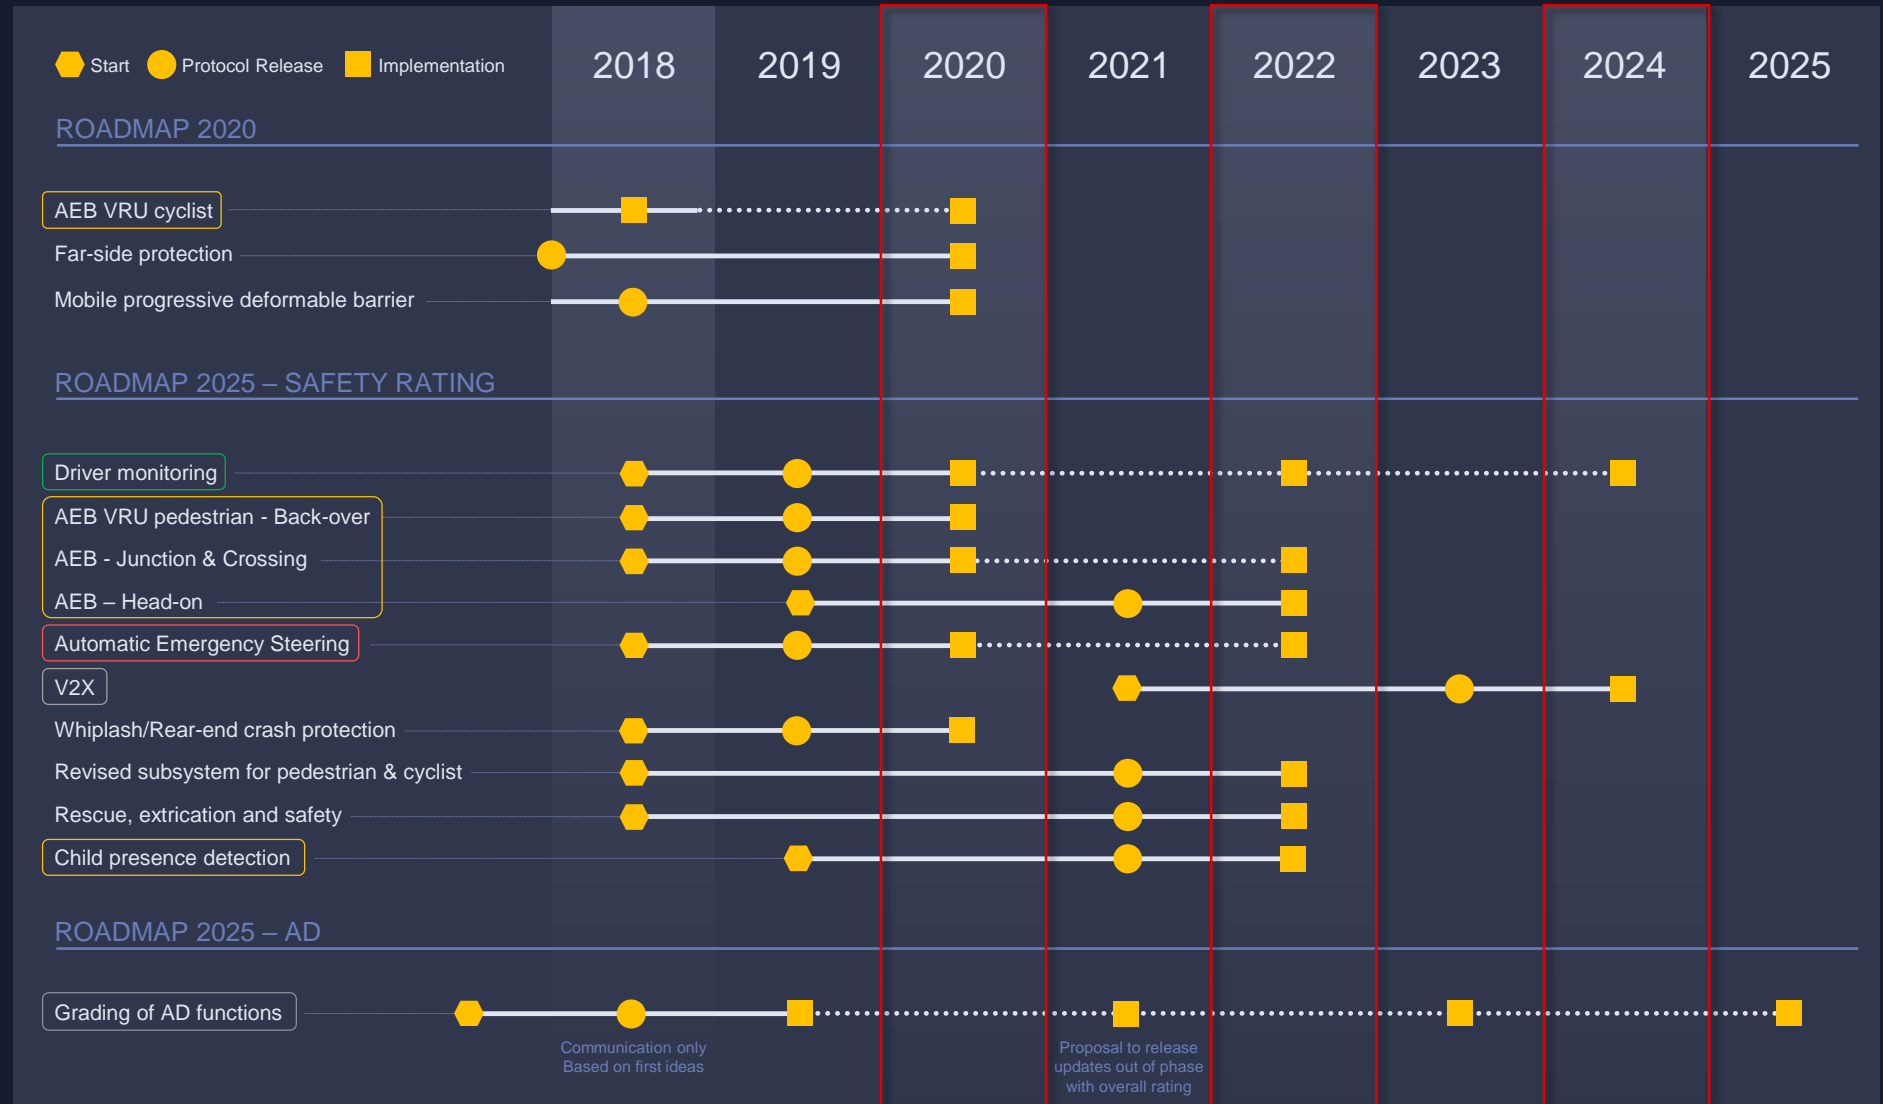 Start Protocol Release Implementation 2018 2019 2020 2021 2022 2023 2024 2025
ROADMAP 2020
AEB VRU cyclist
Far-side protection
Mobile progressive deformable barrier
ROADMAP 2025 – SAFETY RATING
Driver monitoring
AEB VRU pedestrian - Back-over
AEB - Junction & Crossing
AEB – Head-on
Automatic Emergency Steering
V2X
Whiplash/Rear-end crash protection
Revised subsystem for pedestrian & cyclist
Rescue, extrication and safety
Child presence detection
ROADMAP 2025 – AD
Grading of AD functions
Communication only
Based on first ideas
Proposal to release
updates out of phase
with overall rating